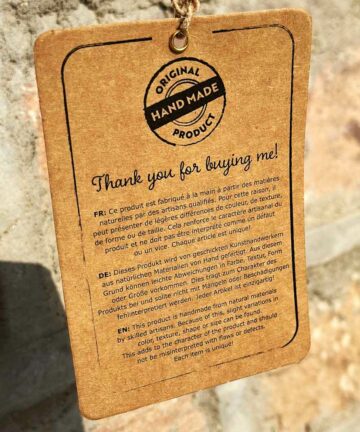 ORIGINAL
HAND MADE
PRODUCT
Thank you for buying me!
FR: Ce produit est fabriqué à la main à partir des matières
naturelles par des artisans qualifiés. Pour cette raison, il
peut présenter de légères différences de couleur, de texture,
de forme ou de taille. Cela renforce le caractère artisanal du
produit et ne doit pas être interprété comme un défaut
ou un vice. Chaque article est unique!
DE: Dieses Produkt wird von geschickten Kunsthandwerkern
aus natürlichen Materialien von Hand gefertigt. Aus diesem
Grund können leichte Abweichungen in Farbe, Textur, Form
oder Größe vorkommen. Dies trägt zum Charakter des
Produkts bei und sollte nicht mit Mängeln oder Beschädigungen
fehlinterpretiert werden. Jeder Artikel ist einzigartig!
EN: This product is handmade from natural materials
by skilled artisans. Because of this, slight variations in
color, texture, shape or size can be found.
This adds to the character of the product and should
not be misinterpreted with flaws or defects.
Each item is unique!